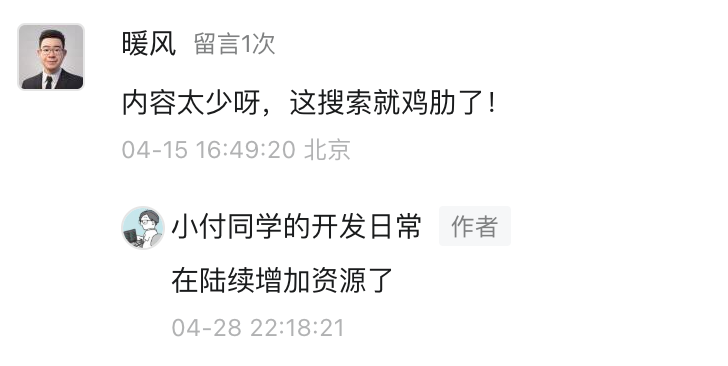 暖风 留言1次
内容太少呀，这搜索就鸡肋了！
04-15 16:49:20 北京
小付同学的开发日常 作者
在陆续增加资源了
04-28 22:18:21